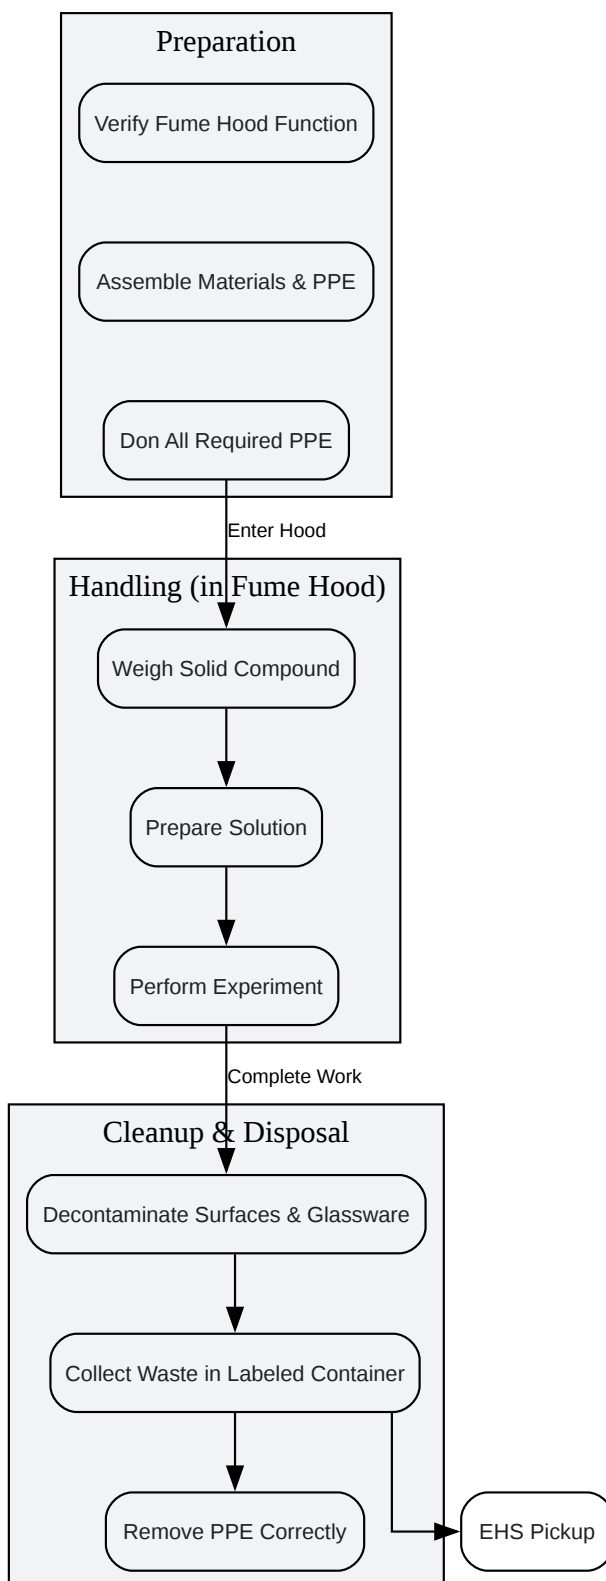 Preparation
Verify Fume Hood Function
Assemble Materials & PPE
Don All Required PPE
Enter Hood
Handling (in Fume Hood)
Weigh Solid Compound
Prepare Solution
Perform Experiment
Complete Work
Cleanup & Disposal
Decontaminate Surfaces & Glassware
Collect Waste in Labeled Container
Remove PPE Correctly
EHS Pickup